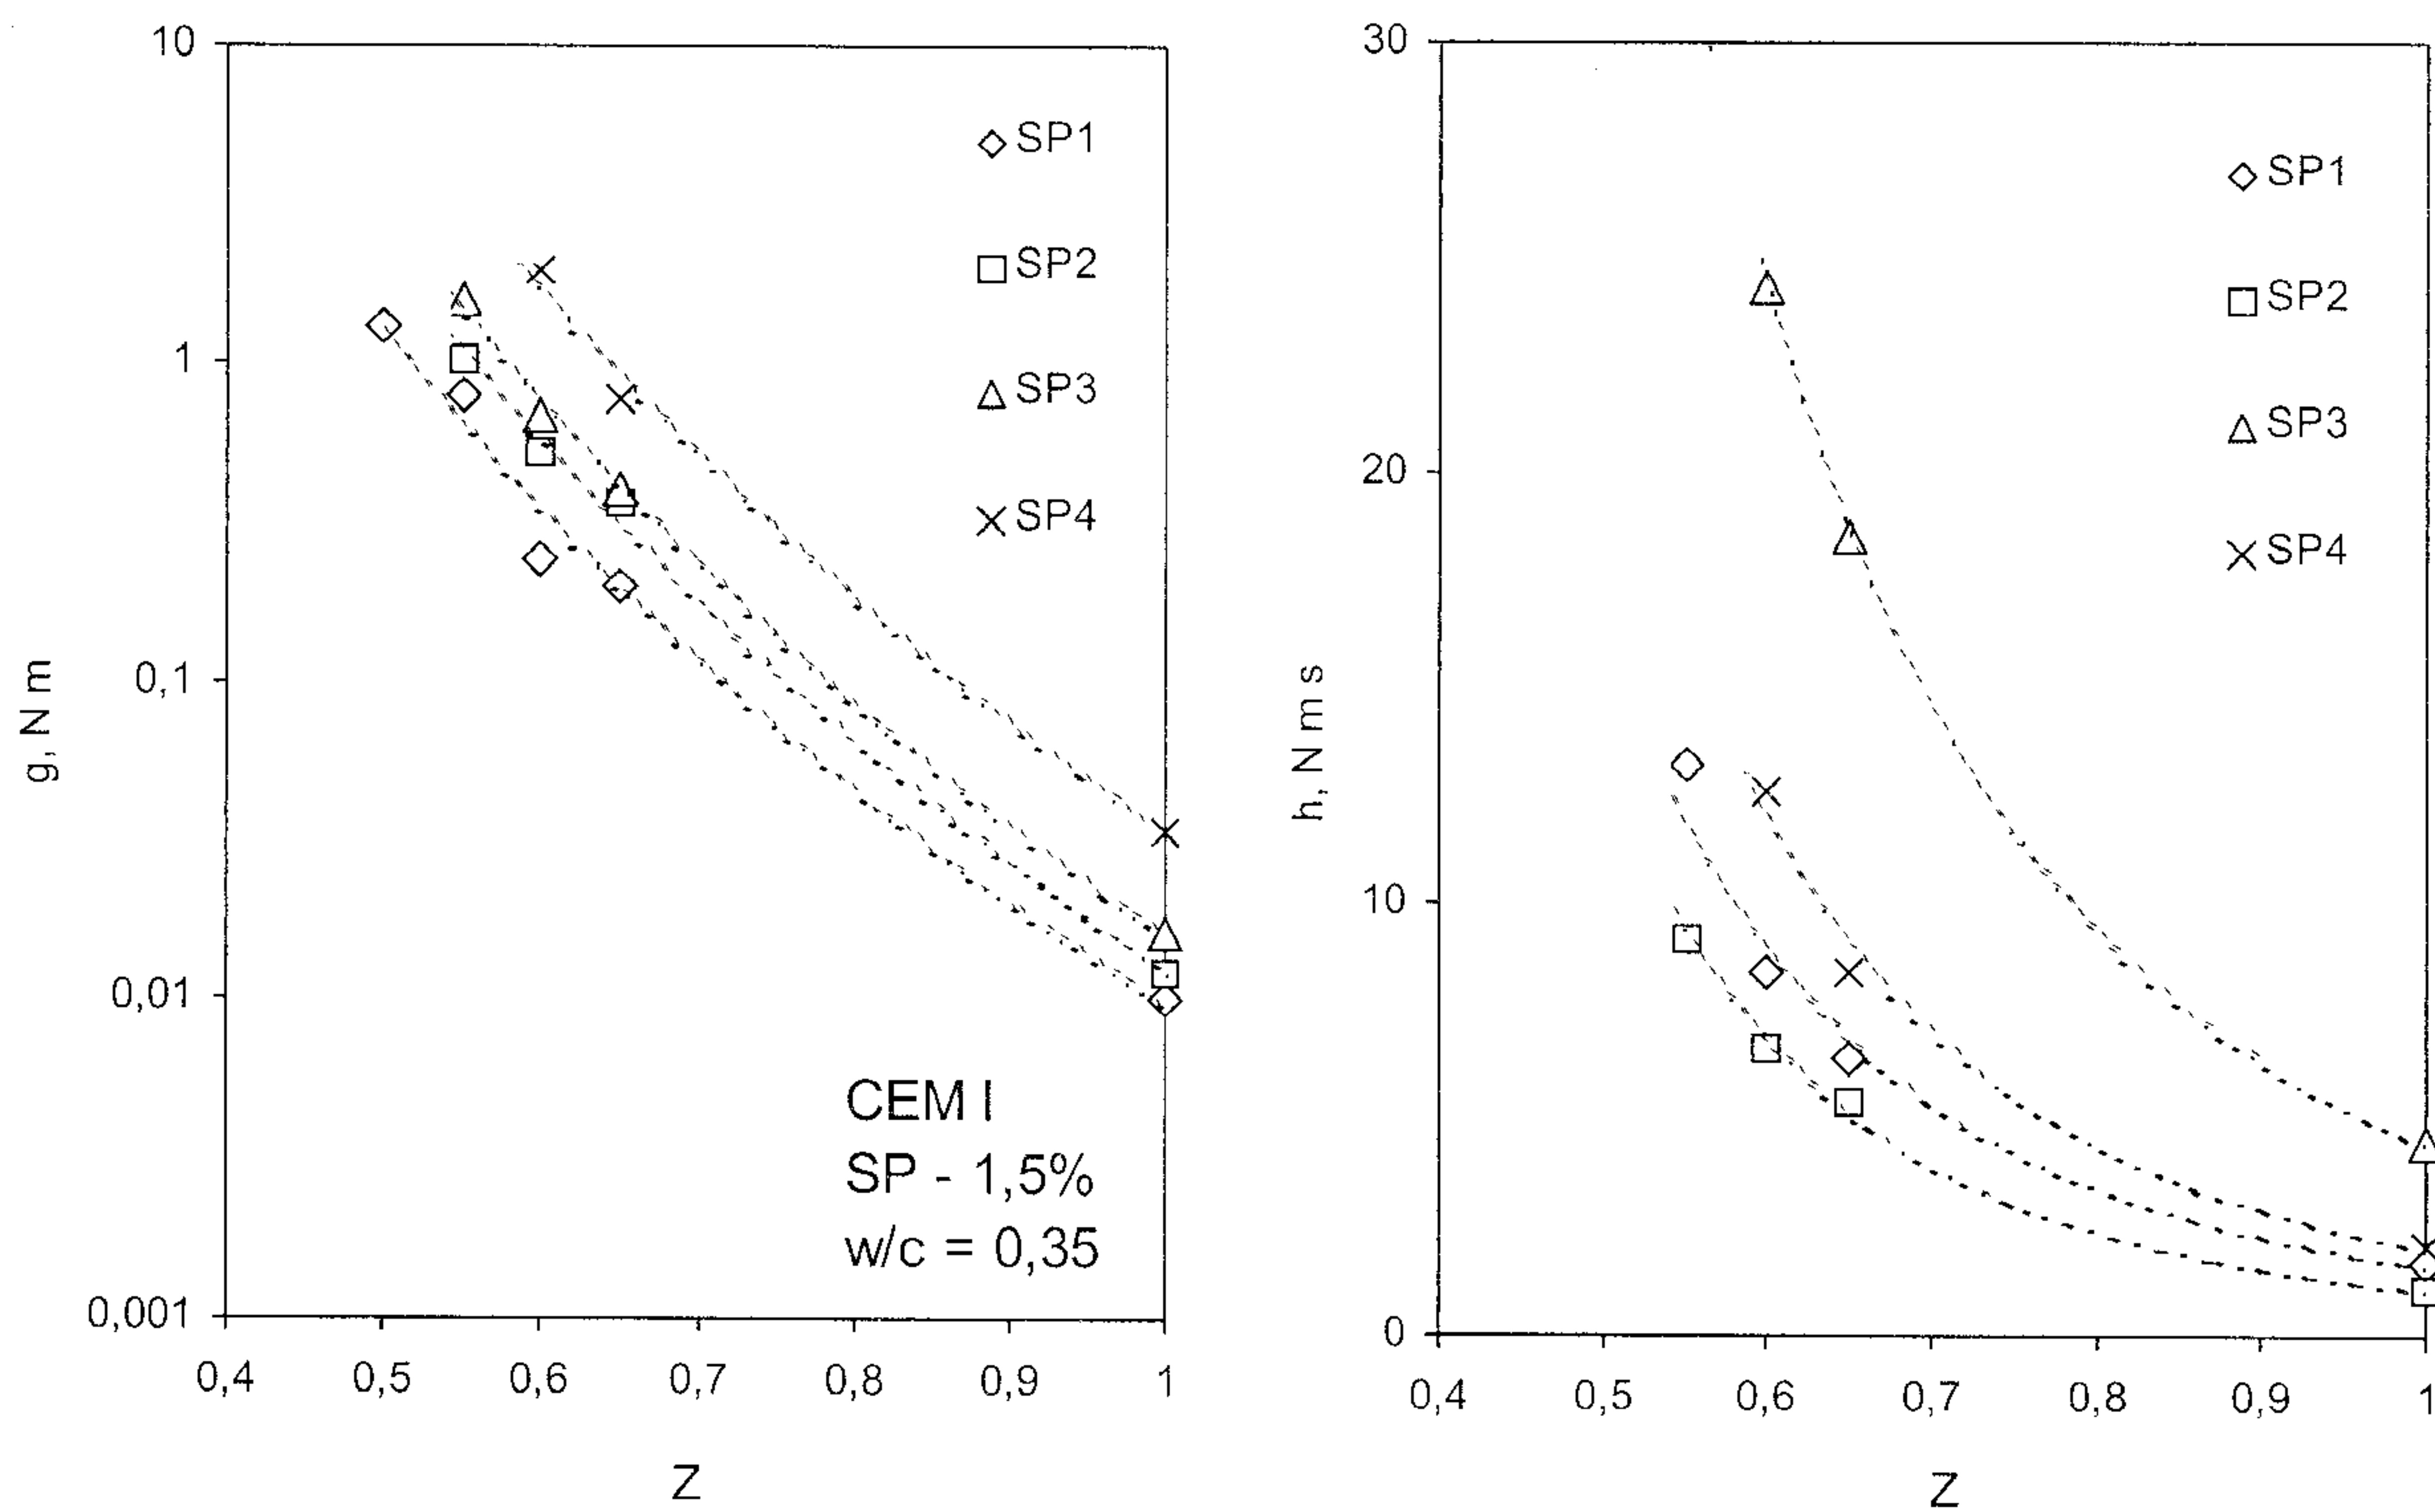 10
1
0,1
0,01
0,001
g, N m
0,4 0,5 0,6 0,7 0,8 0,9 1
Z
SP1
SP2
SP3
SP4
CEM I
SP - 1,5%
w/c = 0,35
30
20
10
0
h, N m s
0,4 0,5 0,6 0,7 0,8 0,9 1
Z
SP1
SP2
SP3
SP4